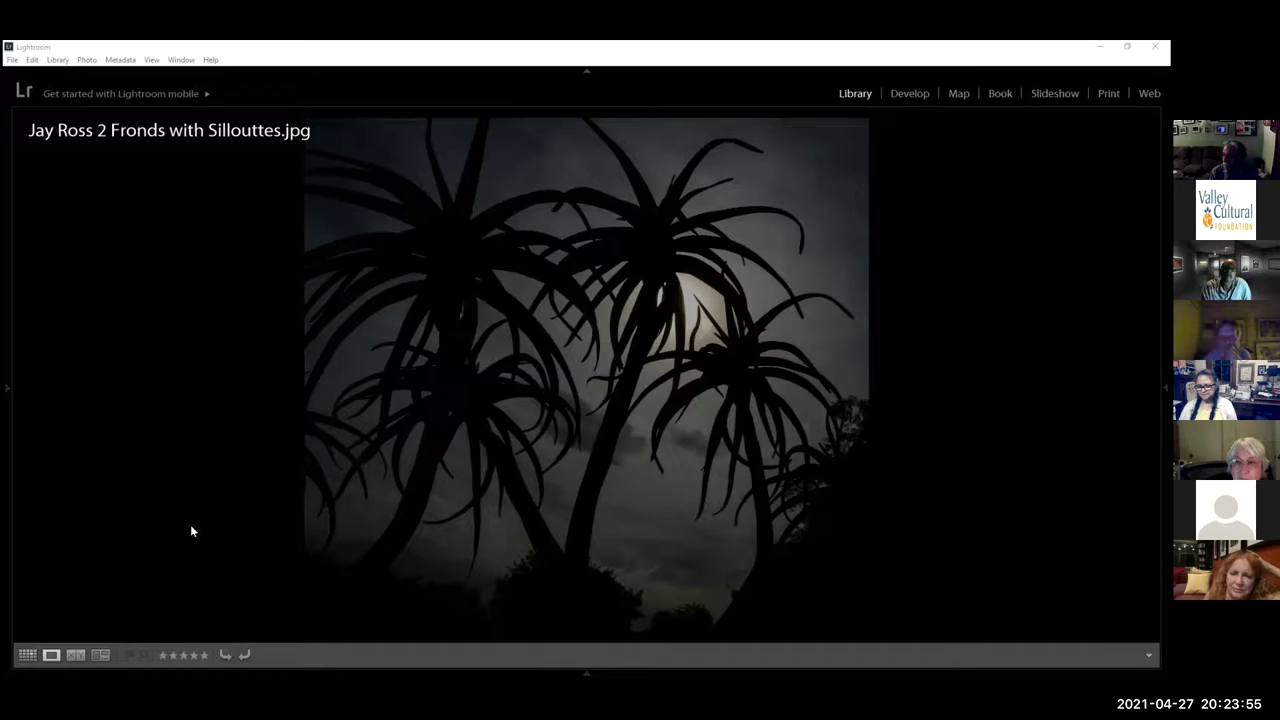 Lr Lightroom
File Edit Library Photo Metadata View Window Help
Lr Get started with Lightroom mobile ▸ Library | Develop | Map | Book | Slideshow | Print | Web
Jay Ross 2 Fronds with Sillouttes.jpg
Valley
Cultural
FOUNDATION
2021-04-27 20:23:55